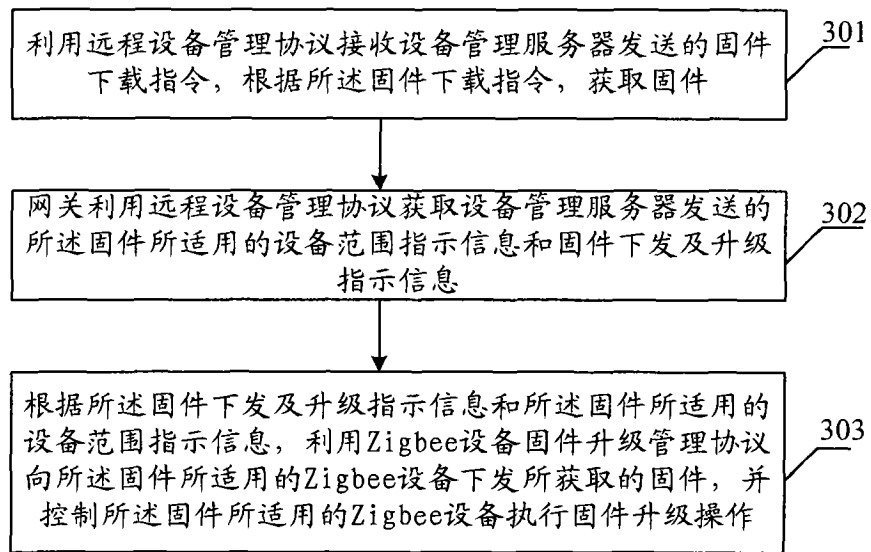 利用远程设备管理协议接收设备管理服务器发送的固件
下载指令，根据所述固件下载指令，获取固件
301
网关利用远程设备管理协议获取设备管理服务器发送的
所述固件所适用的设备范围指示信息和固件下发及升级
指示信息
302
根据所述固件下发及升级指示信息和所述固件所适用的
设备范围指示信息，利用Zigbee设备固件升级管理协议
向所述固件所适用的Zigbee设备下发所获取的固件，并
控制所述固件所适用的Zigbee设备执行固件升级操作
303